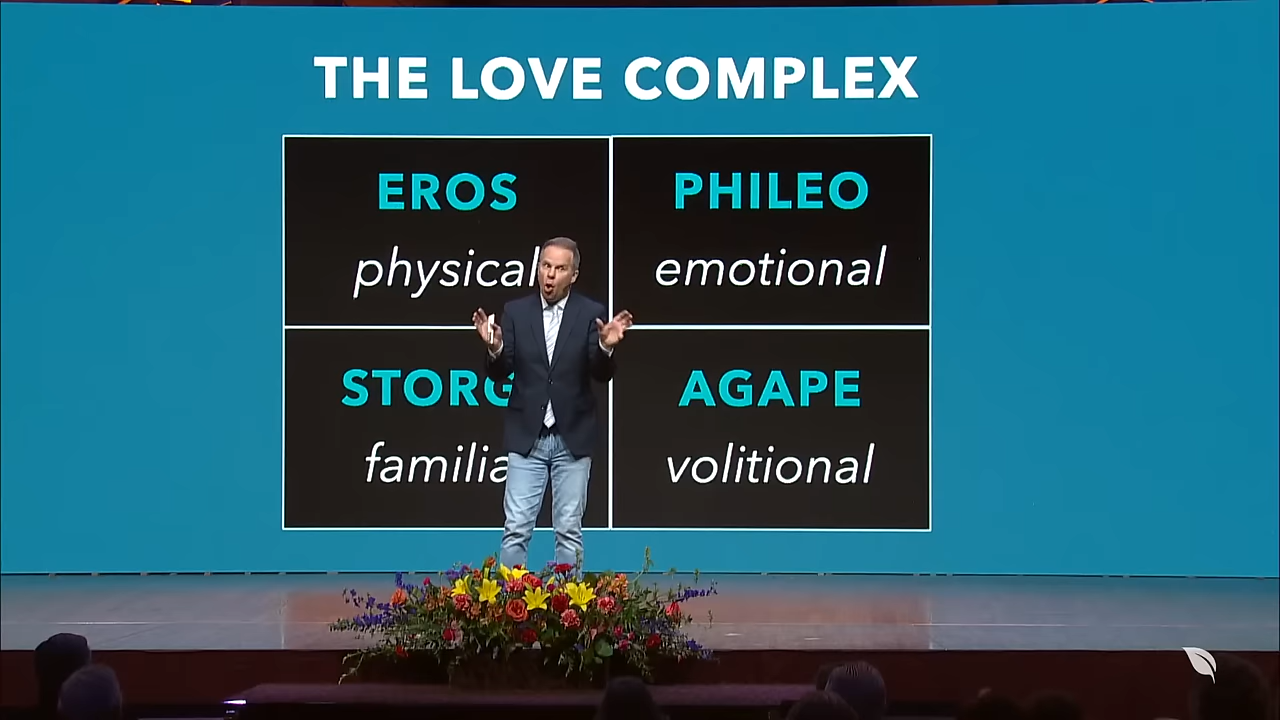 THE LOVE COMPLEX
EROS
physical
PHILEO
emotional
STORG
familia
AGAPE
volitional